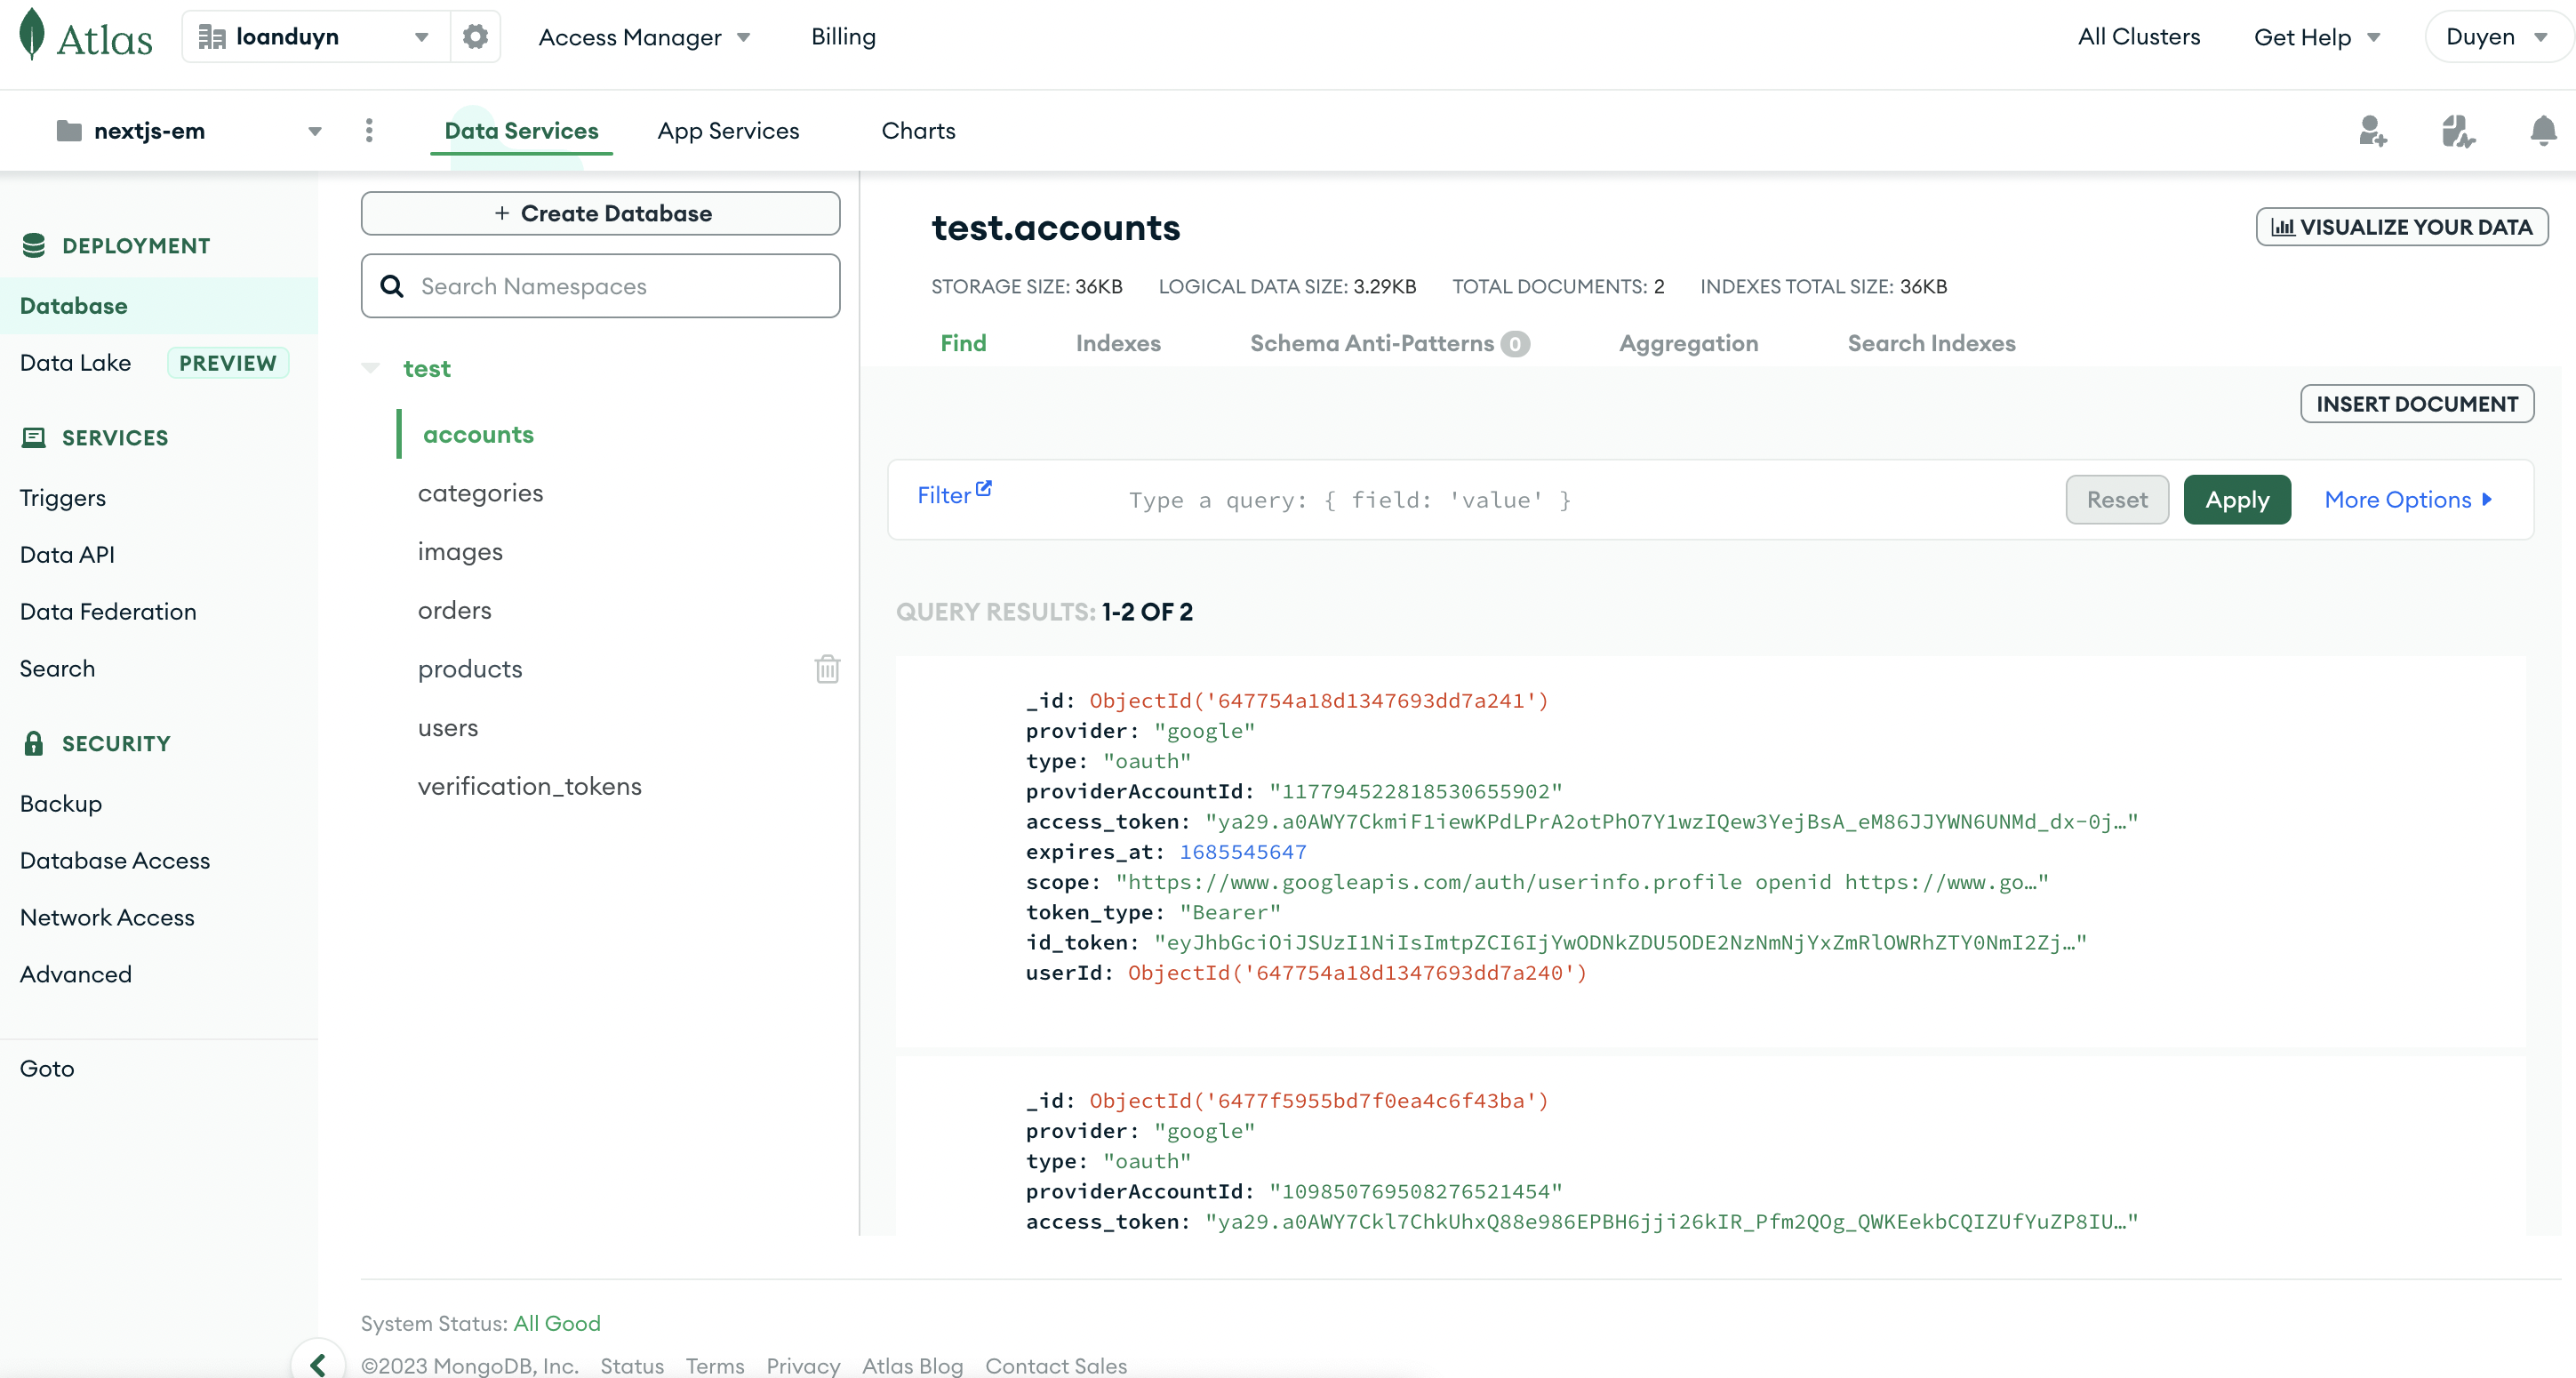 Atlas
loanduyn
Access Manager
Billing
All Clusters
Get Help
Duyen
nextjs-em
Data Services
App Services
Charts
DEPLOYMENT
Database
Data Lake PREVIEW
SERVICES
Triggers
Data API
Data Federation
Search
SECURITY
Backup
Database Access
Network Access
Advanced
Goto
+ Create Database
Search Namespaces
test
accounts
categories
images
orders
products
users
verification_tokens
test.accounts
VISUALIZE YOUR DATA
STORAGE SIZE: 36KB LOGICAL DATA SIZE: 3.29KB TOTAL DOCUMENTS: 2 INDEXES TOTAL SIZE: 36KB
Find Indexes Schema Anti-Patterns 0 Aggregation Search Indexes
INSERT DOCUMENT
Filter Type a query: { field: 'value' } Reset Apply More Options
QUERY RESULTS: 1-2 OF 2
_id: ObjectId('647754a18d1347693dd7a241')
provider: "google"
type: "oauth"
providerAccountId: "117794522818530655902"
access_token: "ya29.a0AWY7CkmiF1iewKPdLPrA2otPhO7Y1wzIQew3YejBsA_eM86JJYWN6UNMd_dx-0j…"
expires_at: 1685545647
scope: "https://www.googleapis.com/auth/userinfo.profile openid https://www.go…"
token_type: "Bearer"
id_token: "eyJhbGciOiJSUzI1NiIsImtpZCI6IjYwODNkZDU5ODE2NzNmNjYxZmRlOWRhZTY0NmI2Zj…"
userId: ObjectId('647754a18d1347693dd7a240')
_id: ObjectId('6477f5955bd7f0ea4c6f43ba')
provider: "google"
type: "oauth"
providerAccountId: "109850769508276521454"
access_token: "ya29.a0AWY7Ckl7ChkUhxQ88e986EPBH6jji26kIR_Pfm2QOg_QWKEekbCQIZUfYuZP8IU…"
System Status: All Good
©2023 MongoDB, Inc. Status Terms Privacy Atlas Blog Contact Sales